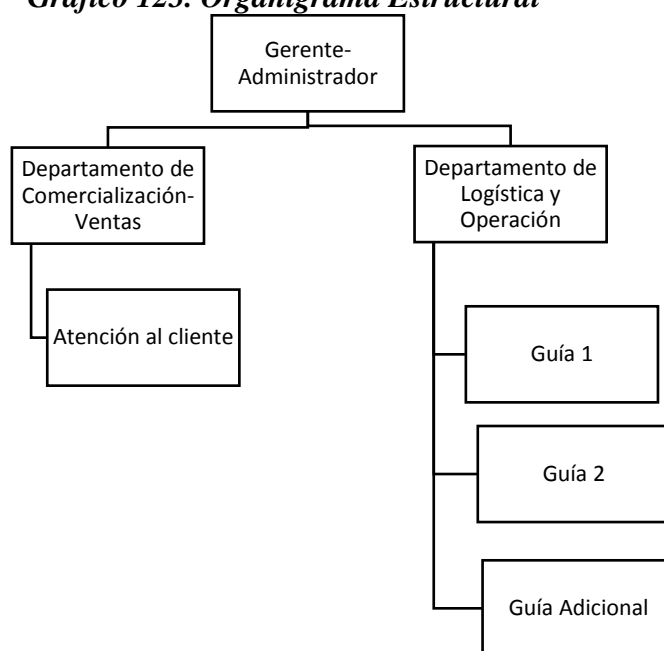 Gráfico 123. Organigrama Estructural
Gerente-
Administrador
Departamento de
Comercialización-
Ventas
Atención al cliente
Departamento de
Logística y
Operación
Guía 1
Guía 2
Guía Adicional